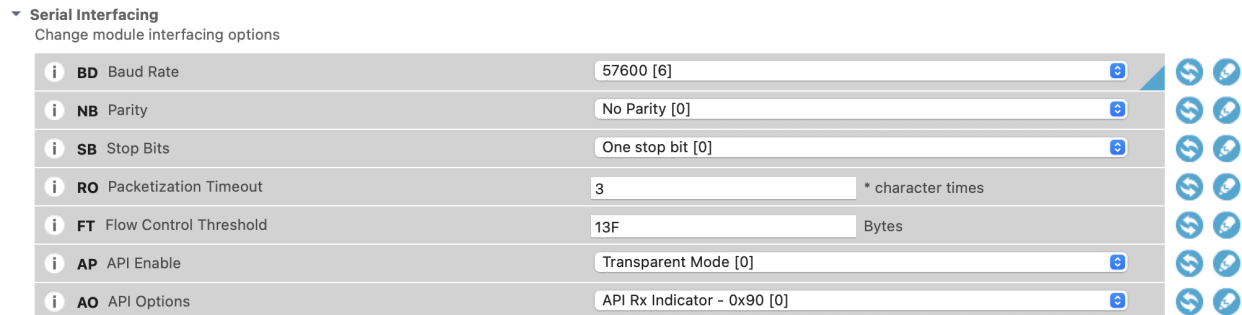 Serial Interfacing
Change module interfacing options
i BD Baud Rate 57600 [6]
i NB Parity No Parity [0]
i SB Stop Bits One stop bit [0]
i RO Packetization Timeout 3 * character times
i FT Flow Control Threshold 13F Bytes
i AP API Enable Transparent Mode [0]
i AO API Options API Rx Indicator - 0x90 [0]